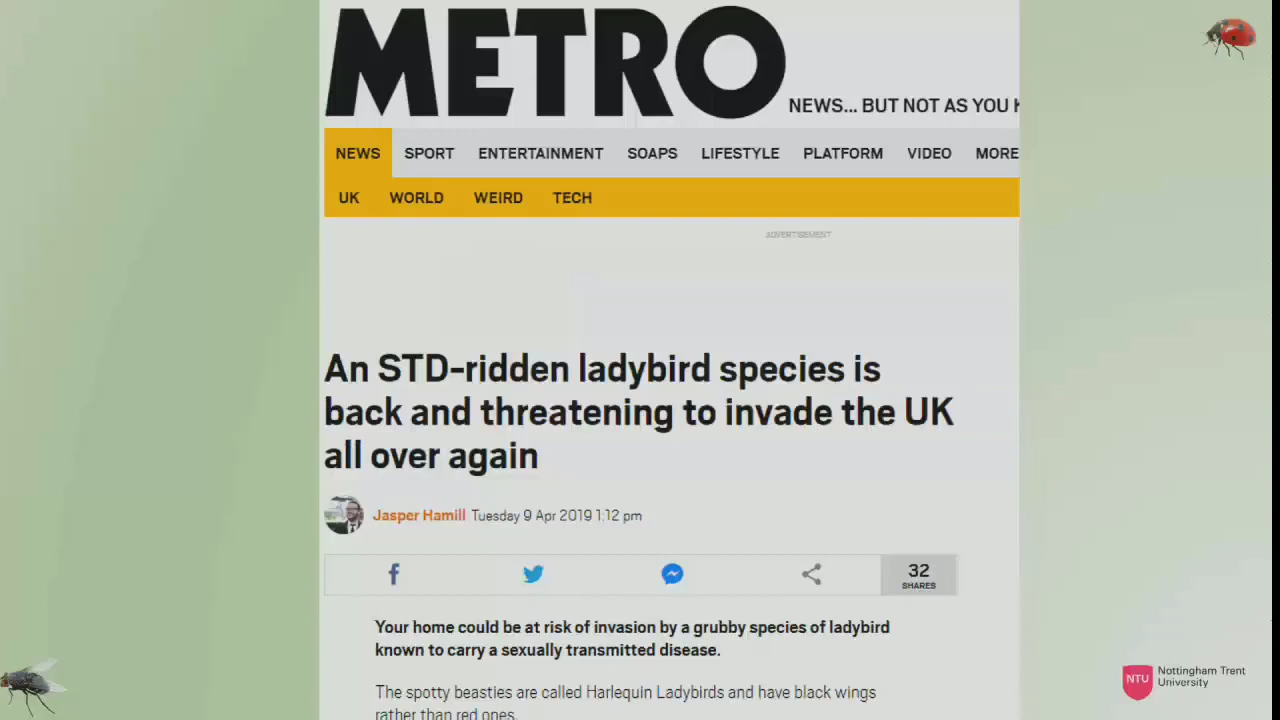 METRO
NEWS... BUT NOT AS YOU K
NEWS SPORT ENTERTAINMENT SOAPS LIFESTYLE PLATFORM VIDEO MORE
UK WORLD WEIRD TECH
ADVERTISEMENT
An STD-ridden ladybird species is
back and threatening to invade the UK
all over again
Jasper Hamill Tuesday 9 Apr 2019 1:12 pm
32
SHARES
Your home could be at risk of invasion by a grubby species of ladybird
known to carry a sexually transmitted disease.
The spotty beasties are called Harlequin Ladybirds and have black wings
rather than red ones.
NTU
Nottingham Trent
University